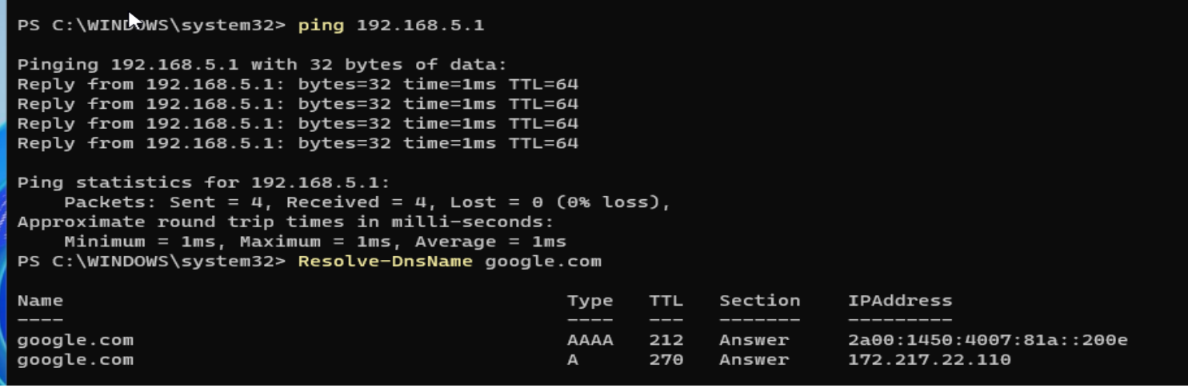 PS C:\WINDOWS\system32> ping 192.168.5.1
Pinging 192.168.5.1 with 32 bytes of data:
Reply from 192.168.5.1: bytes=32 time=1ms TTL=64
Reply from 192.168.5.1: bytes=32 time=1ms TTL=64
Reply from 192.168.5.1: bytes=32 time=1ms TTL=64
Reply from 192.168.5.1: bytes=32 time=1ms TTL=64
Ping statistics for 192.168.5.1:
    Packets: Sent = 4, Received = 4, Lost = 0 (0% loss),
Approximate round trip times in milli-seconds:
    Minimum = 1ms, Maximum = 1ms, Average = 1ms
PS C:\WINDOWS\system32> Resolve-DnsName google.com
Name Type TTL Section IPAddress
---- ---- --- ------- ---------
google.com AAAA 212 Answer 2a00:1450:4007:81a::200e
google.com A 270 Answer 172.217.22.110